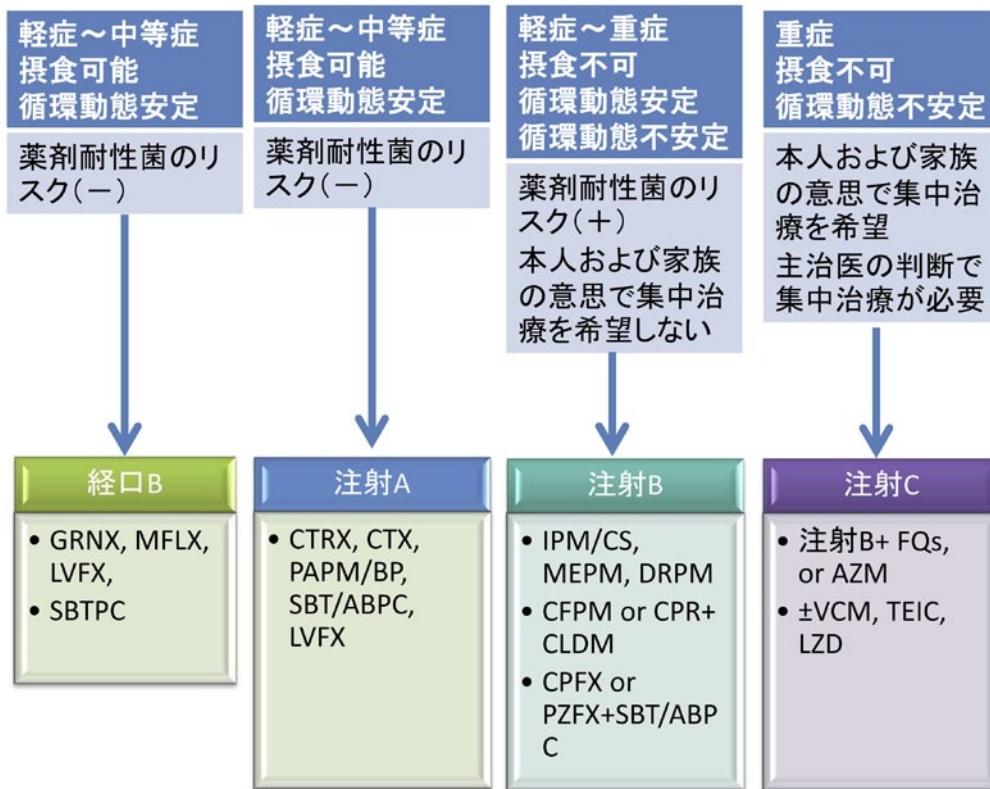 軽症～中等症
摂食可能
循環動態安定
薬剤耐性菌のリ
スク(－)
経口B
• GRNX, MFLX,
LVFX,
• SBTPC
軽症～中等症
摂食可能
循環動態安定
薬剤耐性菌のリ
スク(－)
注射A
• CTRX, CTX,
PAPM/BP,
SBT/ABPC,
LVFX
軽症～重症
摂食不可
循環動態安定
循環動態不安定
薬剤耐性菌のリ
スク(＋)
本人および家族
の意思で集中治
療を希望しない
注射B
• IPM/CS,
MEPM, DRPM
• CFPM or CPR+
CLDM
• CPFX or
PZFX+SBT/ABP
C
重症
摂食不可
循環動態不安定
本人および家族
の意思で集中治
療を希望
主治医の判断で
集中治療が必要
注射C
• 注射B+ FQs,
or AZM
• ±VCM, TEIC,
LZD